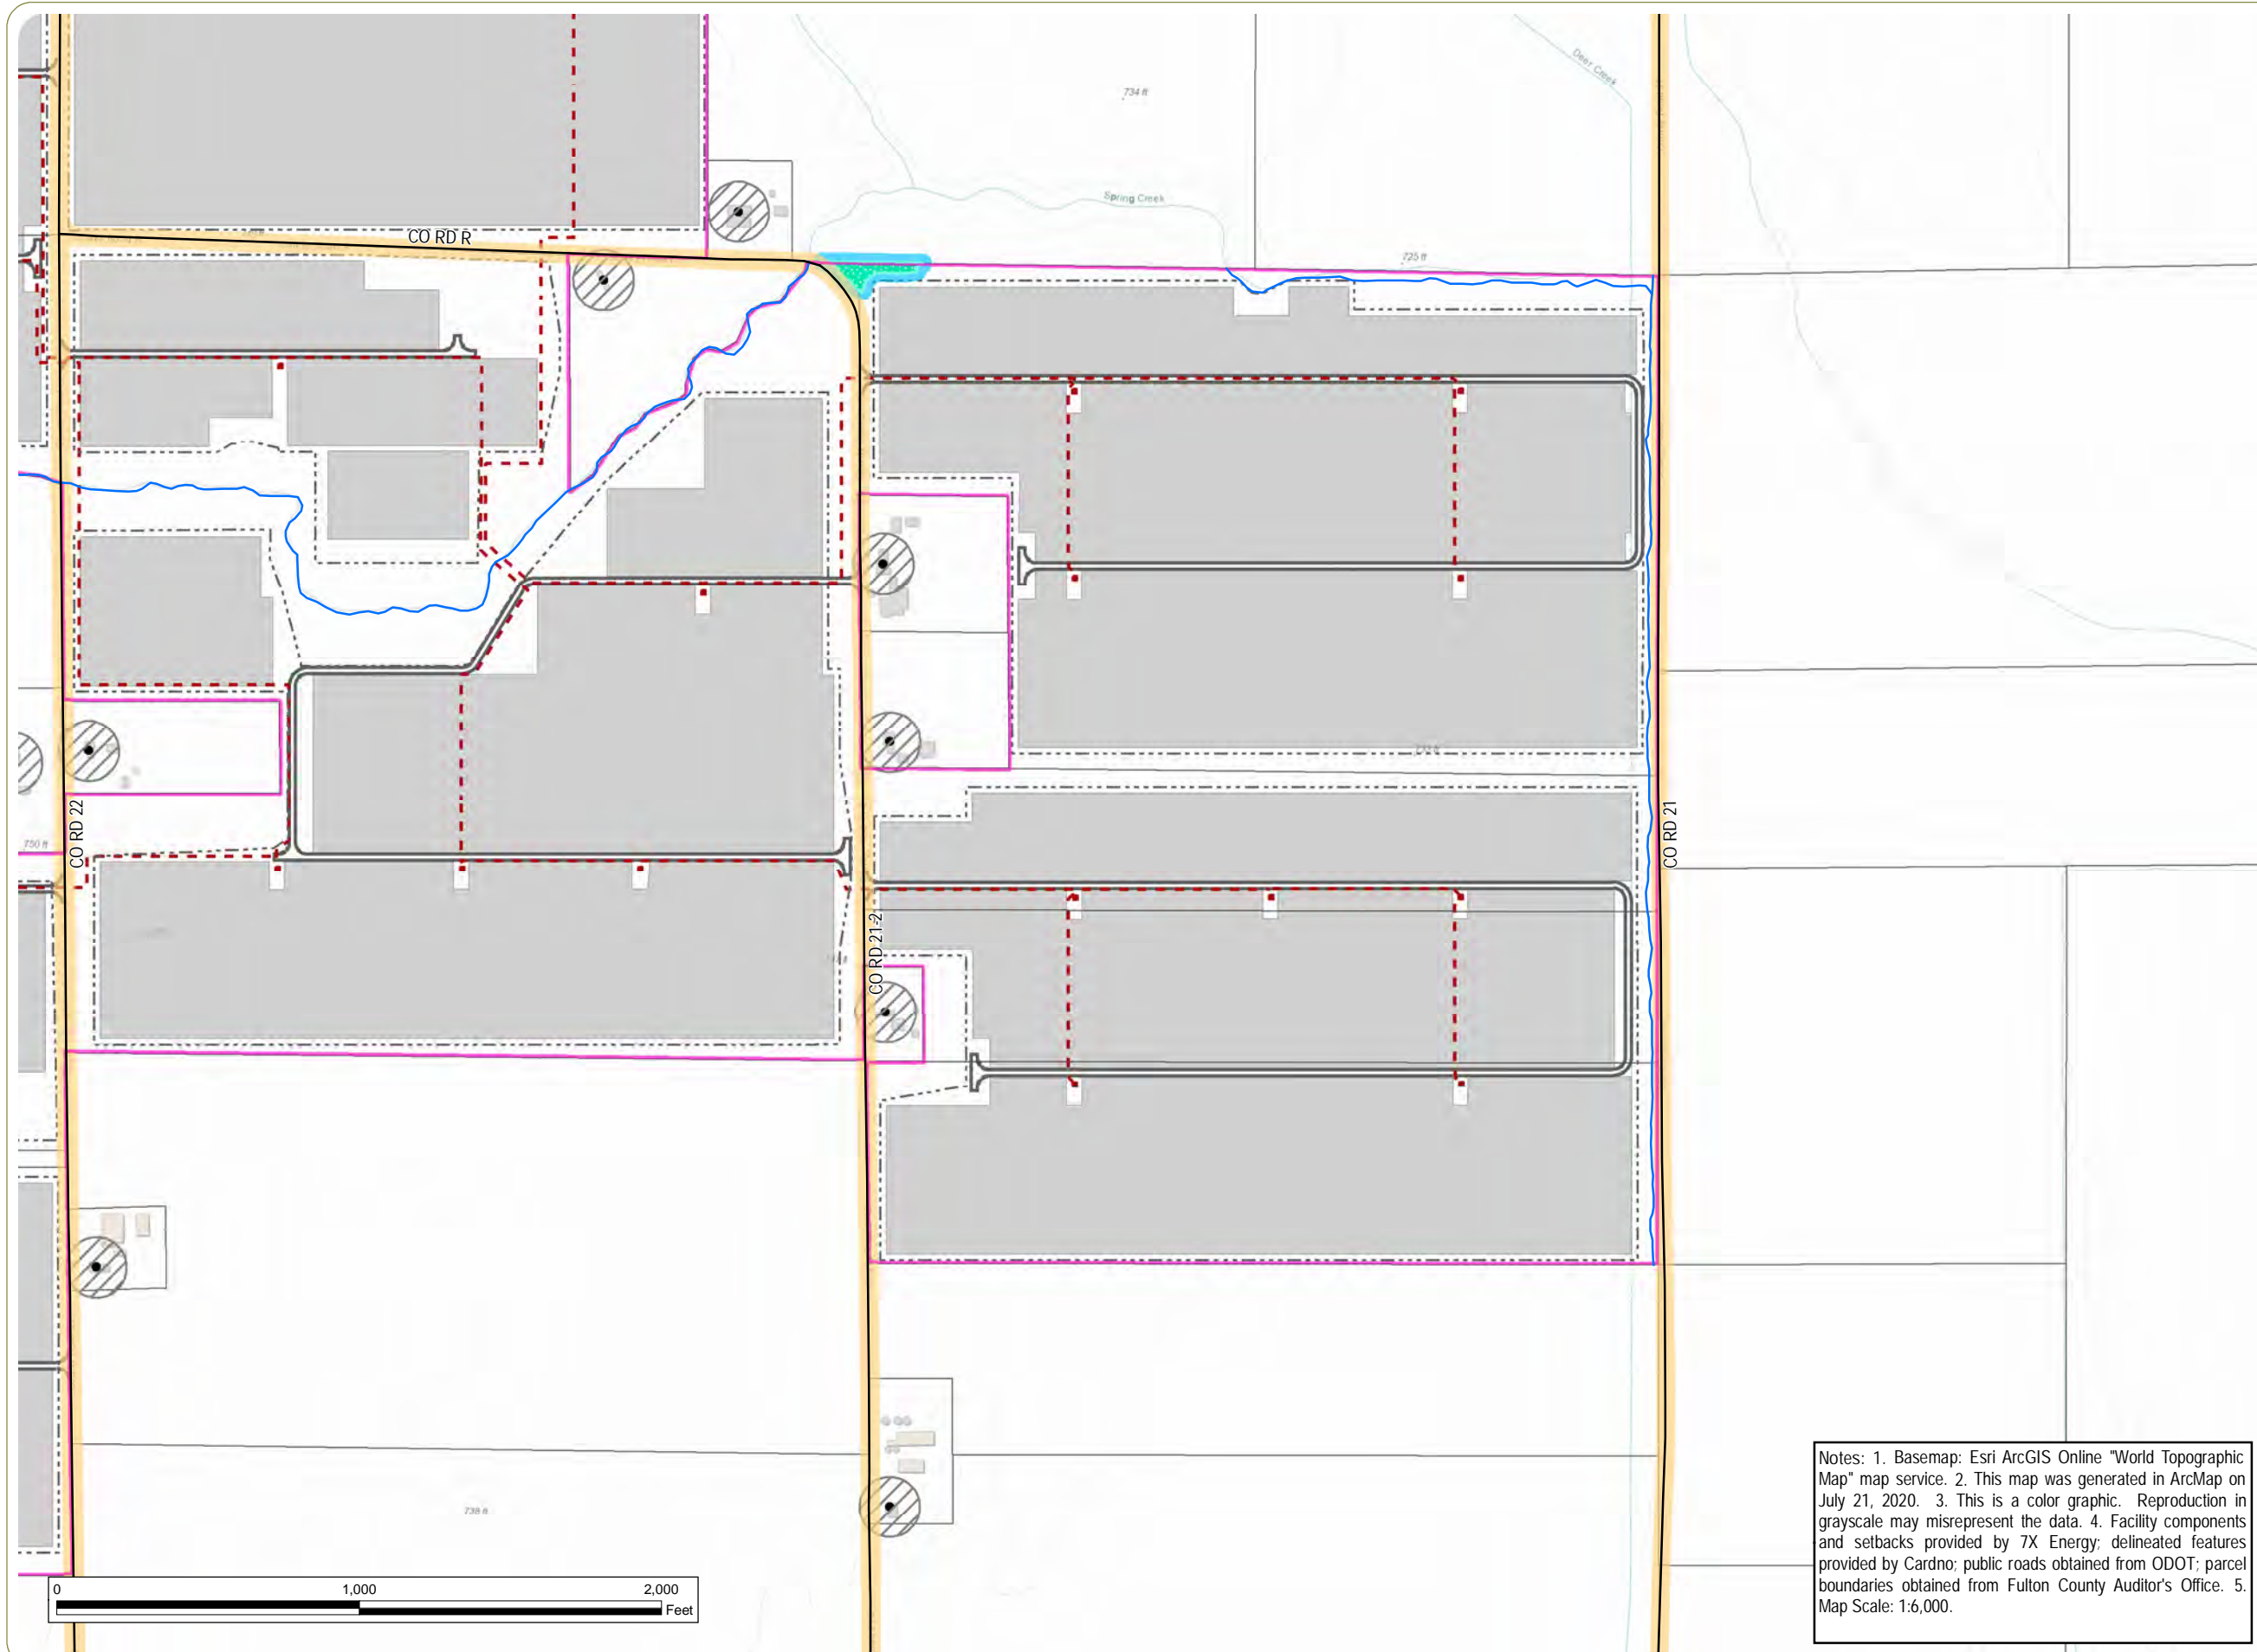 Deer Creek
734 ft
Spring Creek
CO RD R
725 ft
CO RD 22
750 ft
CO RD 21-2
CO RD 21
738 ft
0 1,000 2,000
Feet
Notes: 1. Basemap: Esri ArcGIS Online "World Topographic
Map" map service. 2. This map was generated in ArcMap on
July 21, 2020. 3. This is a color graphic. Reproduction in
grayscale may misrepresent the data. 4. Facility components
and setbacks provided by 7X Energy; delineated features
provided by Cardno; public roads obtained from ODOT; parcel
boundaries obtained from Fulton County Auditor's Office. 5.
Map Scale: 1:6,000.